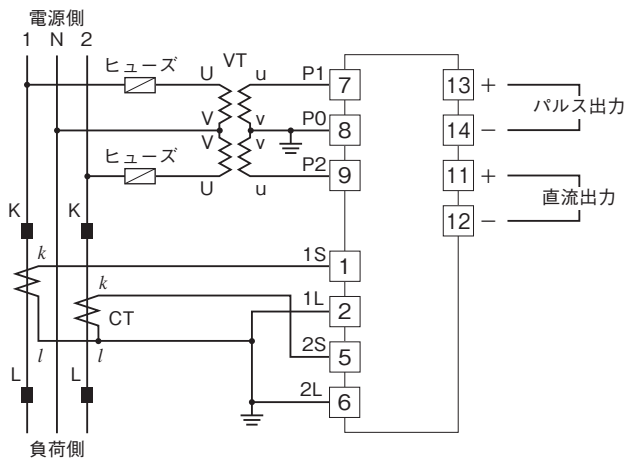 電源側
1 N 2
ヒューズ
U VT u P1 7 13 +
パルス出力
V v P0 8 14 −
V v
ヒューズ
U u P2 9 11 +
直流出力
12 −
K K
k 1S 1
k 1L 2
CT
l l 2S 5
L L 2L 6
負荷側